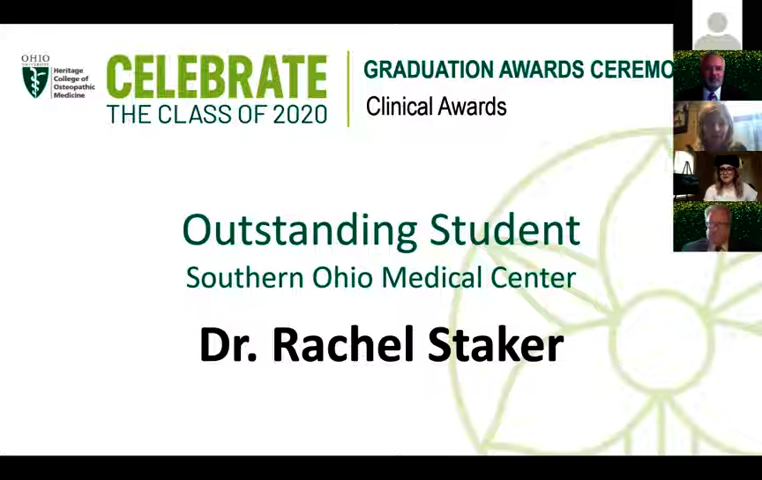 OHIO
UNIVERSITY
Heritage
College of
Osteopathic
Medicine
CELEBRATE
THE CLASS OF 2020
GRADUATION AWARDS CEREMO
Clinical Awards
Outstanding Student
Southern Ohio Medical Center
Dr. Rachel Staker